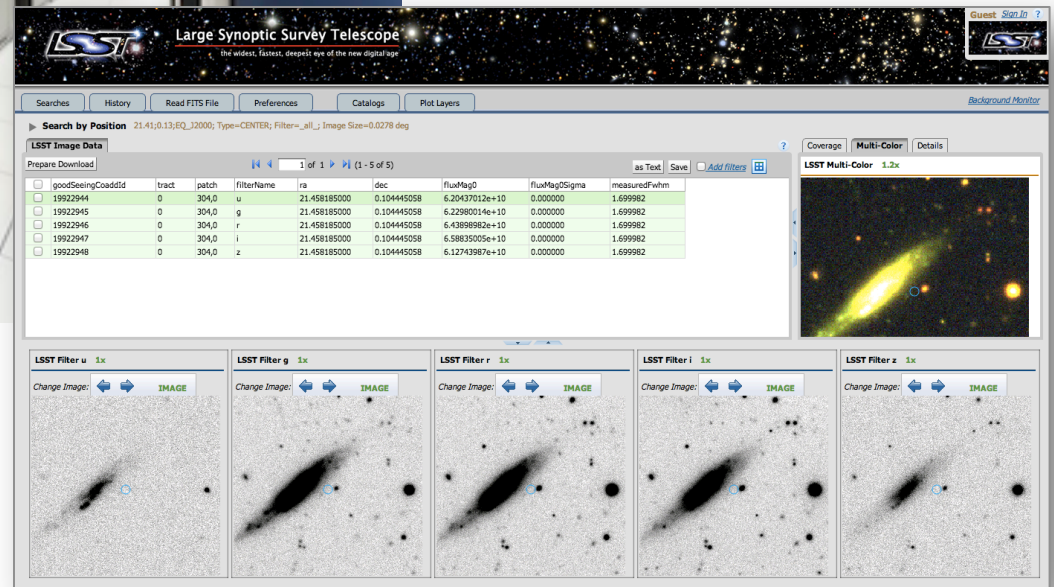 Guest Sign In ?
LSST Large Synoptic Survey Telescope LSST
the widest, fastest, deepest eye of the new digital age
Searches History Read FITS File Preferences Catalogs Plot Layers Background Monitor
Search by Position 21.41;0.13;EQ_J2000; Type=CENTER; Filter=_all_; Image Size=0.0278 deg
LSST Image Data ? Coverage Multi-Color Details
Prepare Download 1 of 1 (1 - 5 of 5) as Text Save Add filters LSST Multi-Color 1.2x
goodSeeingCoaddId tract patch filterName ra dec fluxMag0 fluxMag0Sigma measuredFwhm
19922944 0 304,0 u 21.458185000 0.104445058 6.20437012e+10 0.000000 1.699982
19922945 0 304,0 g 21.458185000 0.104445058 6.22980014e+10 0.000000 1.699982
19922946 0 304,0 r 21.458185000 0.104445058 6.43898982e+10 0.000000 1.699982
19922947 0 304,0 i 21.458185000 0.104445058 6.58835005e+10 0.000000 1.699982
19922948 0 304,0 z 21.458185000 0.104445058 6.12743987e+10 0.000000 1.699982
LSST Filter u 1x LSST Filter g 1x LSST Filter r 1x LSST Filter i 1x LSST Filter z 1x
Change Image: IMAGE Change Image: IMAGE Change Image: IMAGE Change Image: IMAGE Change Image: IMAGE